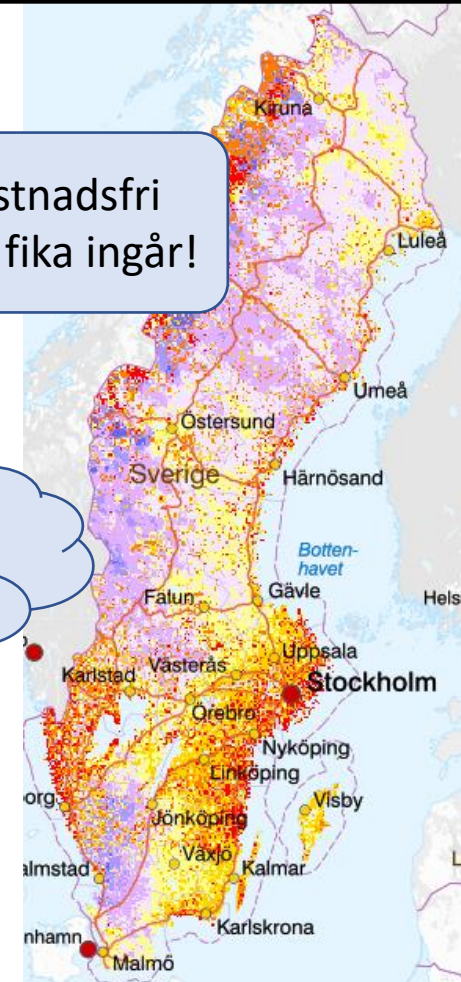 Kiruna
stnadsfri
fika ingår!
Luleå
Umeå
Östersund
Sverige
Härnösand
Botten-
havet
Falun
Gävle
Hels
Uppsala
Karlstad
Västerås
Stockholm
Örebro
Nyköping
Linköping
org
Visby
Jönköping
Växjö
L
almstad
Kalmar
Karlskrona
nhamn
Malmö